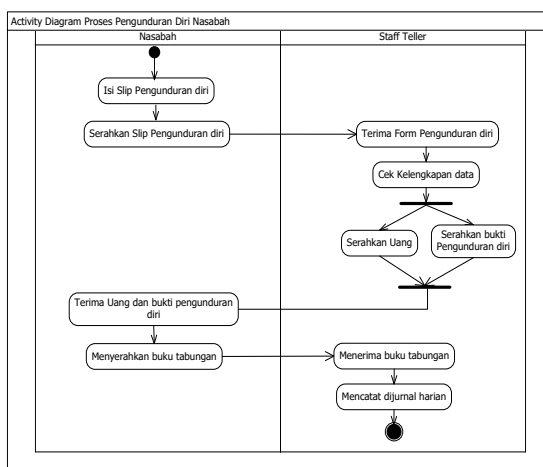 Activity Diagram Proses Pengunduran Diri Nasabah
Nasabah
Staff Teller
Isi Slip Pengunduran diri
Serahkan Slip Pengunduran diri
Terima Form Pengunduran diri
Cek Kelengkapan data
Serahkan Uang
Serahkan bukti
Pengunduran diri
Terima Uang dan bukti pengunduran
diri
Menyerahkan buku tabungan
Menerima buku tabungan
Mencatat dijurnal harian